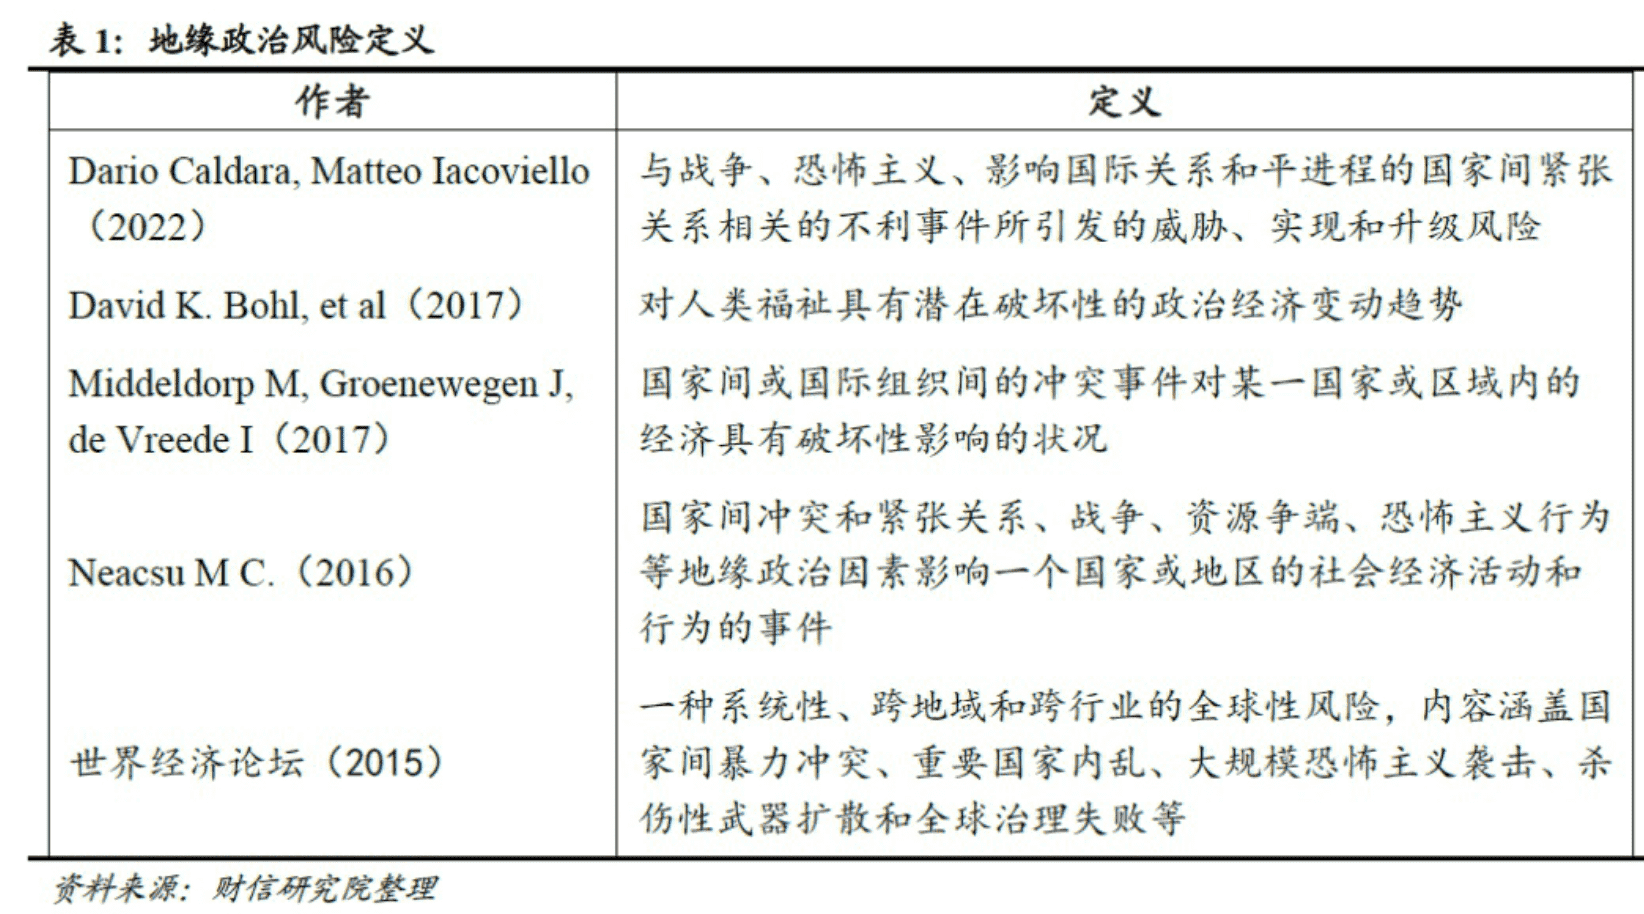 表 1：地缘政治风险定义
作者 定义
Dario Caldara, Matteo Iacoviello
（2022）
与战争、恐怖主义、影响国际关系和平进程的国家间紧张
关系相关的不利事件所引发的威胁、实现和升级风险
David K. Bohl, et al（2017） 对人类福祉具有潜在破坏性的政治经济变动趋势
Middeldorp M, Groenewegen J,
de Vreede I（2017）
国家间或国际组织间的冲突事件对某一国家或区域内的
经济具有破坏性影响的状况
Neacsu M C.（2016）
国家间冲突和紧张关系、战争、资源争端、恐怖主义行为
等地缘政治因素影响一个国家或地区的社会经济活动和
行为的事件
世界经济论坛（2015）
一种系统性、跨地域和跨行业的全球性风险，内容涵盖国
家间暴力冲突、重要国家内乱、大规模恐怖主义袭击、杀
伤性武器扩散和全球治理失败等
资料来源：财信研究院整理